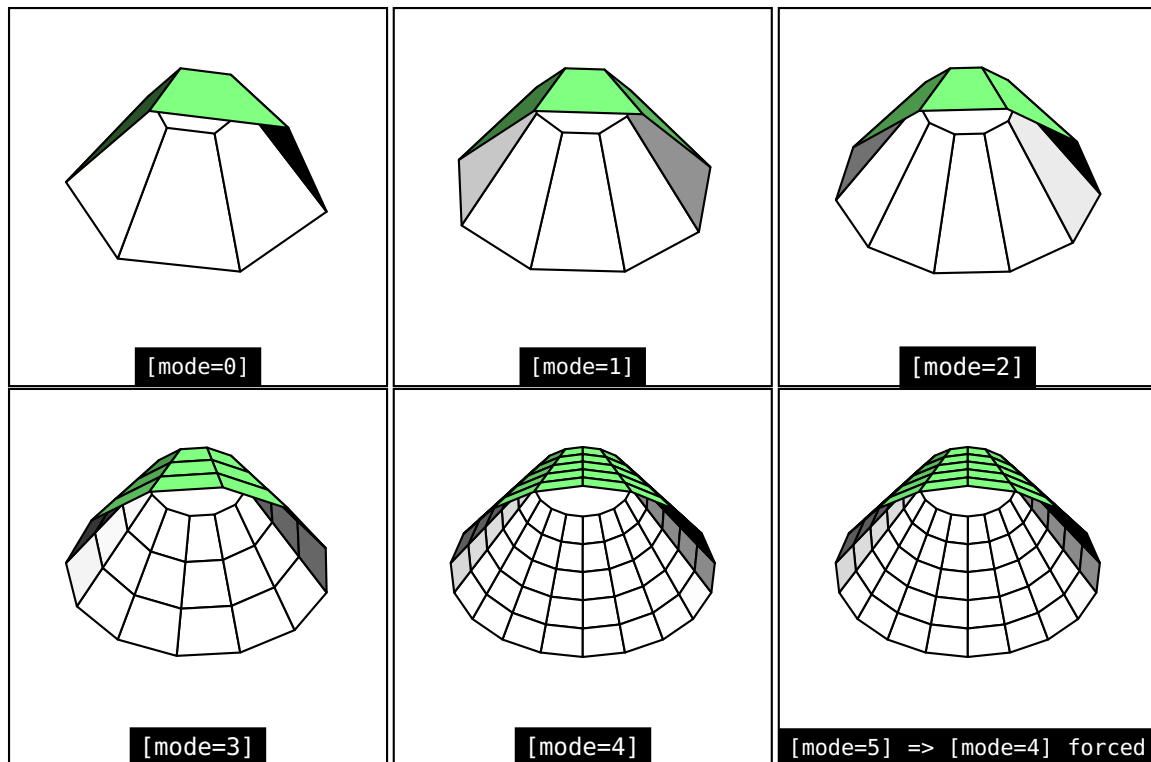 [mode=0]
[mode=1]
[mode=2]
[mode=3]
[mode=4]
[mode=5] => [mode=4] forced